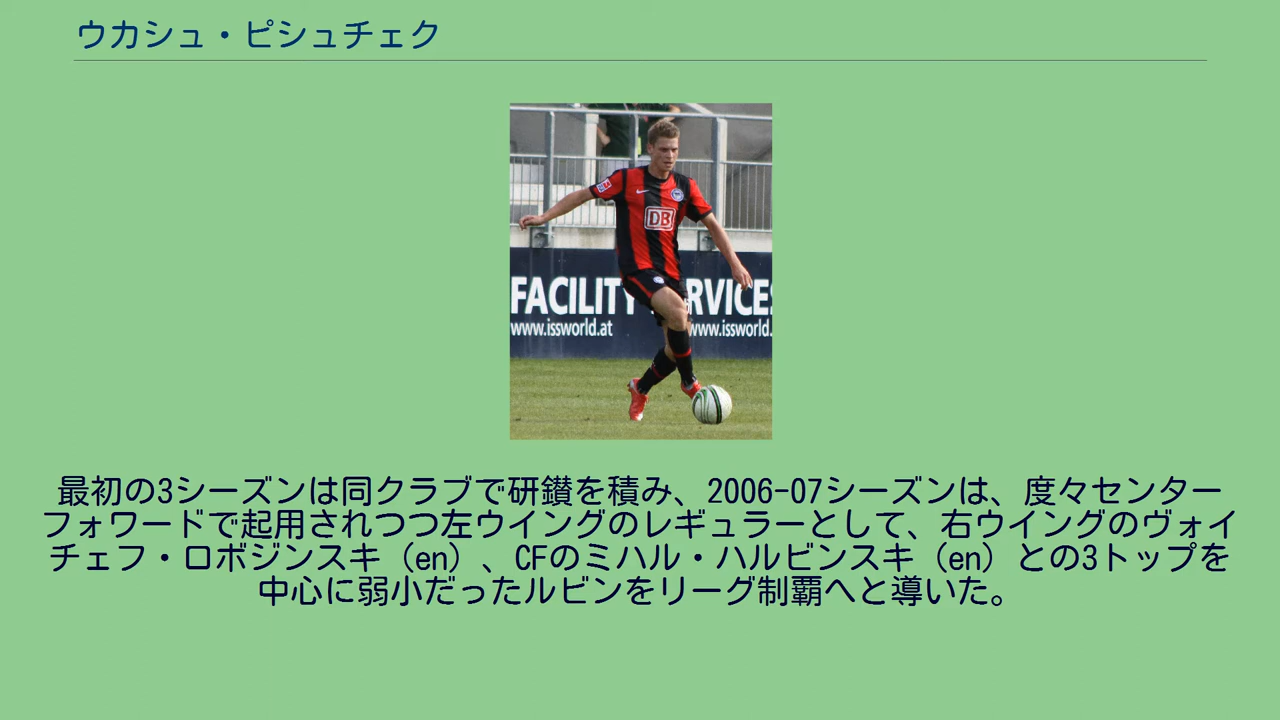 ウカシュ・ピシュチェク
DB
FACILITY SERVICES
www.issworld.at
www.issworld.
最初の3シーズンは同クラブで研鑚を積み、2006-07シーズンは、度々センター
フォワードで起用されつつ左ウイングのレギュラーとして、右ウイングのヴォイ
チェフ・ロボジンスキ（en）、CFのミハル・ハルビンスキ（en）との3トップを
中心に弱小だったルビンをリーグ制覇へと導いた。